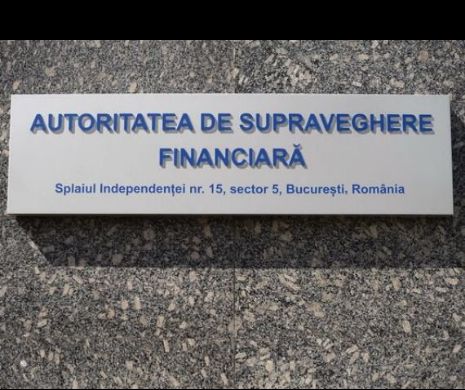 AUTORITATEA DE SUPRAVEGHERE
FINANCIARĂ
Splaiul Independenței nr. 15, sector 5, București, România